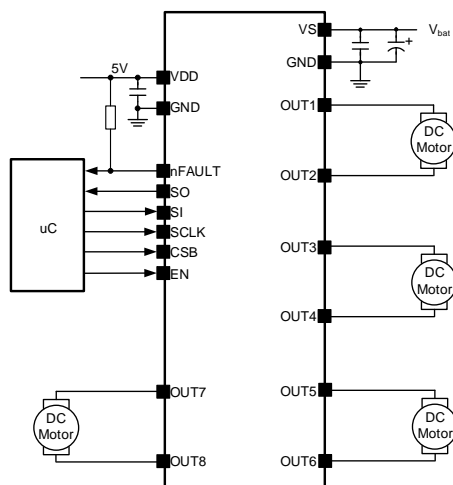 VS
V_bat
5V
GND
VDD
OUT1
GND
DC
Motor
nFAULT
OUT2
SO
uC
SI
SCLK
OUT3
CSB
DC
Motor
EN
OUT4
OUT7
OUT5
DC
Motor
DC
Motor
OUT8
OUT6